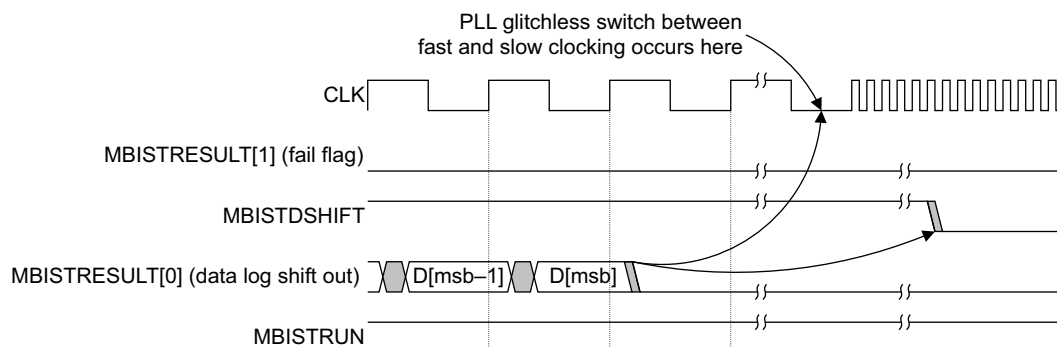 PLL glitchless switch between
fast and slow clocking occurs here
CLK
MBISTRESULT[1] (fail flag)
MBISTDSHIFT
MBISTRESULT[0] (data log shift out)
D[msb–1]
D[msb]
MBISTRUN